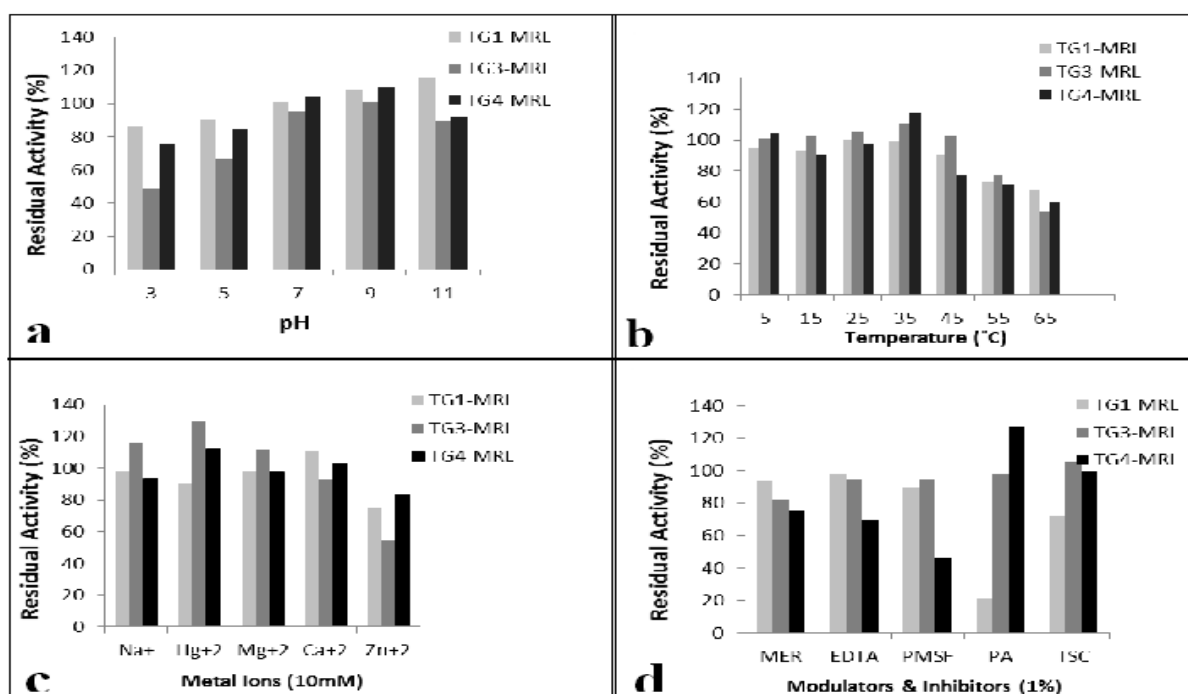 140
120
100
80
60
40
20
0
Residual Activity (%)
TG1 MRL
TG3-MRL
TG4 MRL
3 5 7 9 11
pH
a
140
120
100
80
60
40
20
0
Residual Activity (%)
TG1-MRL
TG3 MRL
TG4-MRL
5 15 25 35 45 55 65
Temperature (˚C)
b
140
120
100
80
60
40
20
0
Residual Activity (%)
TG1-MRL
TG3-MRL
TG4 MRL
Na+ Hg+2 Mg+2 Ca+2 Zn+2
Metal Ions (10mM)
c
140
120
100
80
60
40
20
0
Residual Activity (%)
TG1 MRL
TG3-MRL
TG4-MRL
MER EDTA PMSF PA TSC
Modulators & Inhibitors (1%)
d